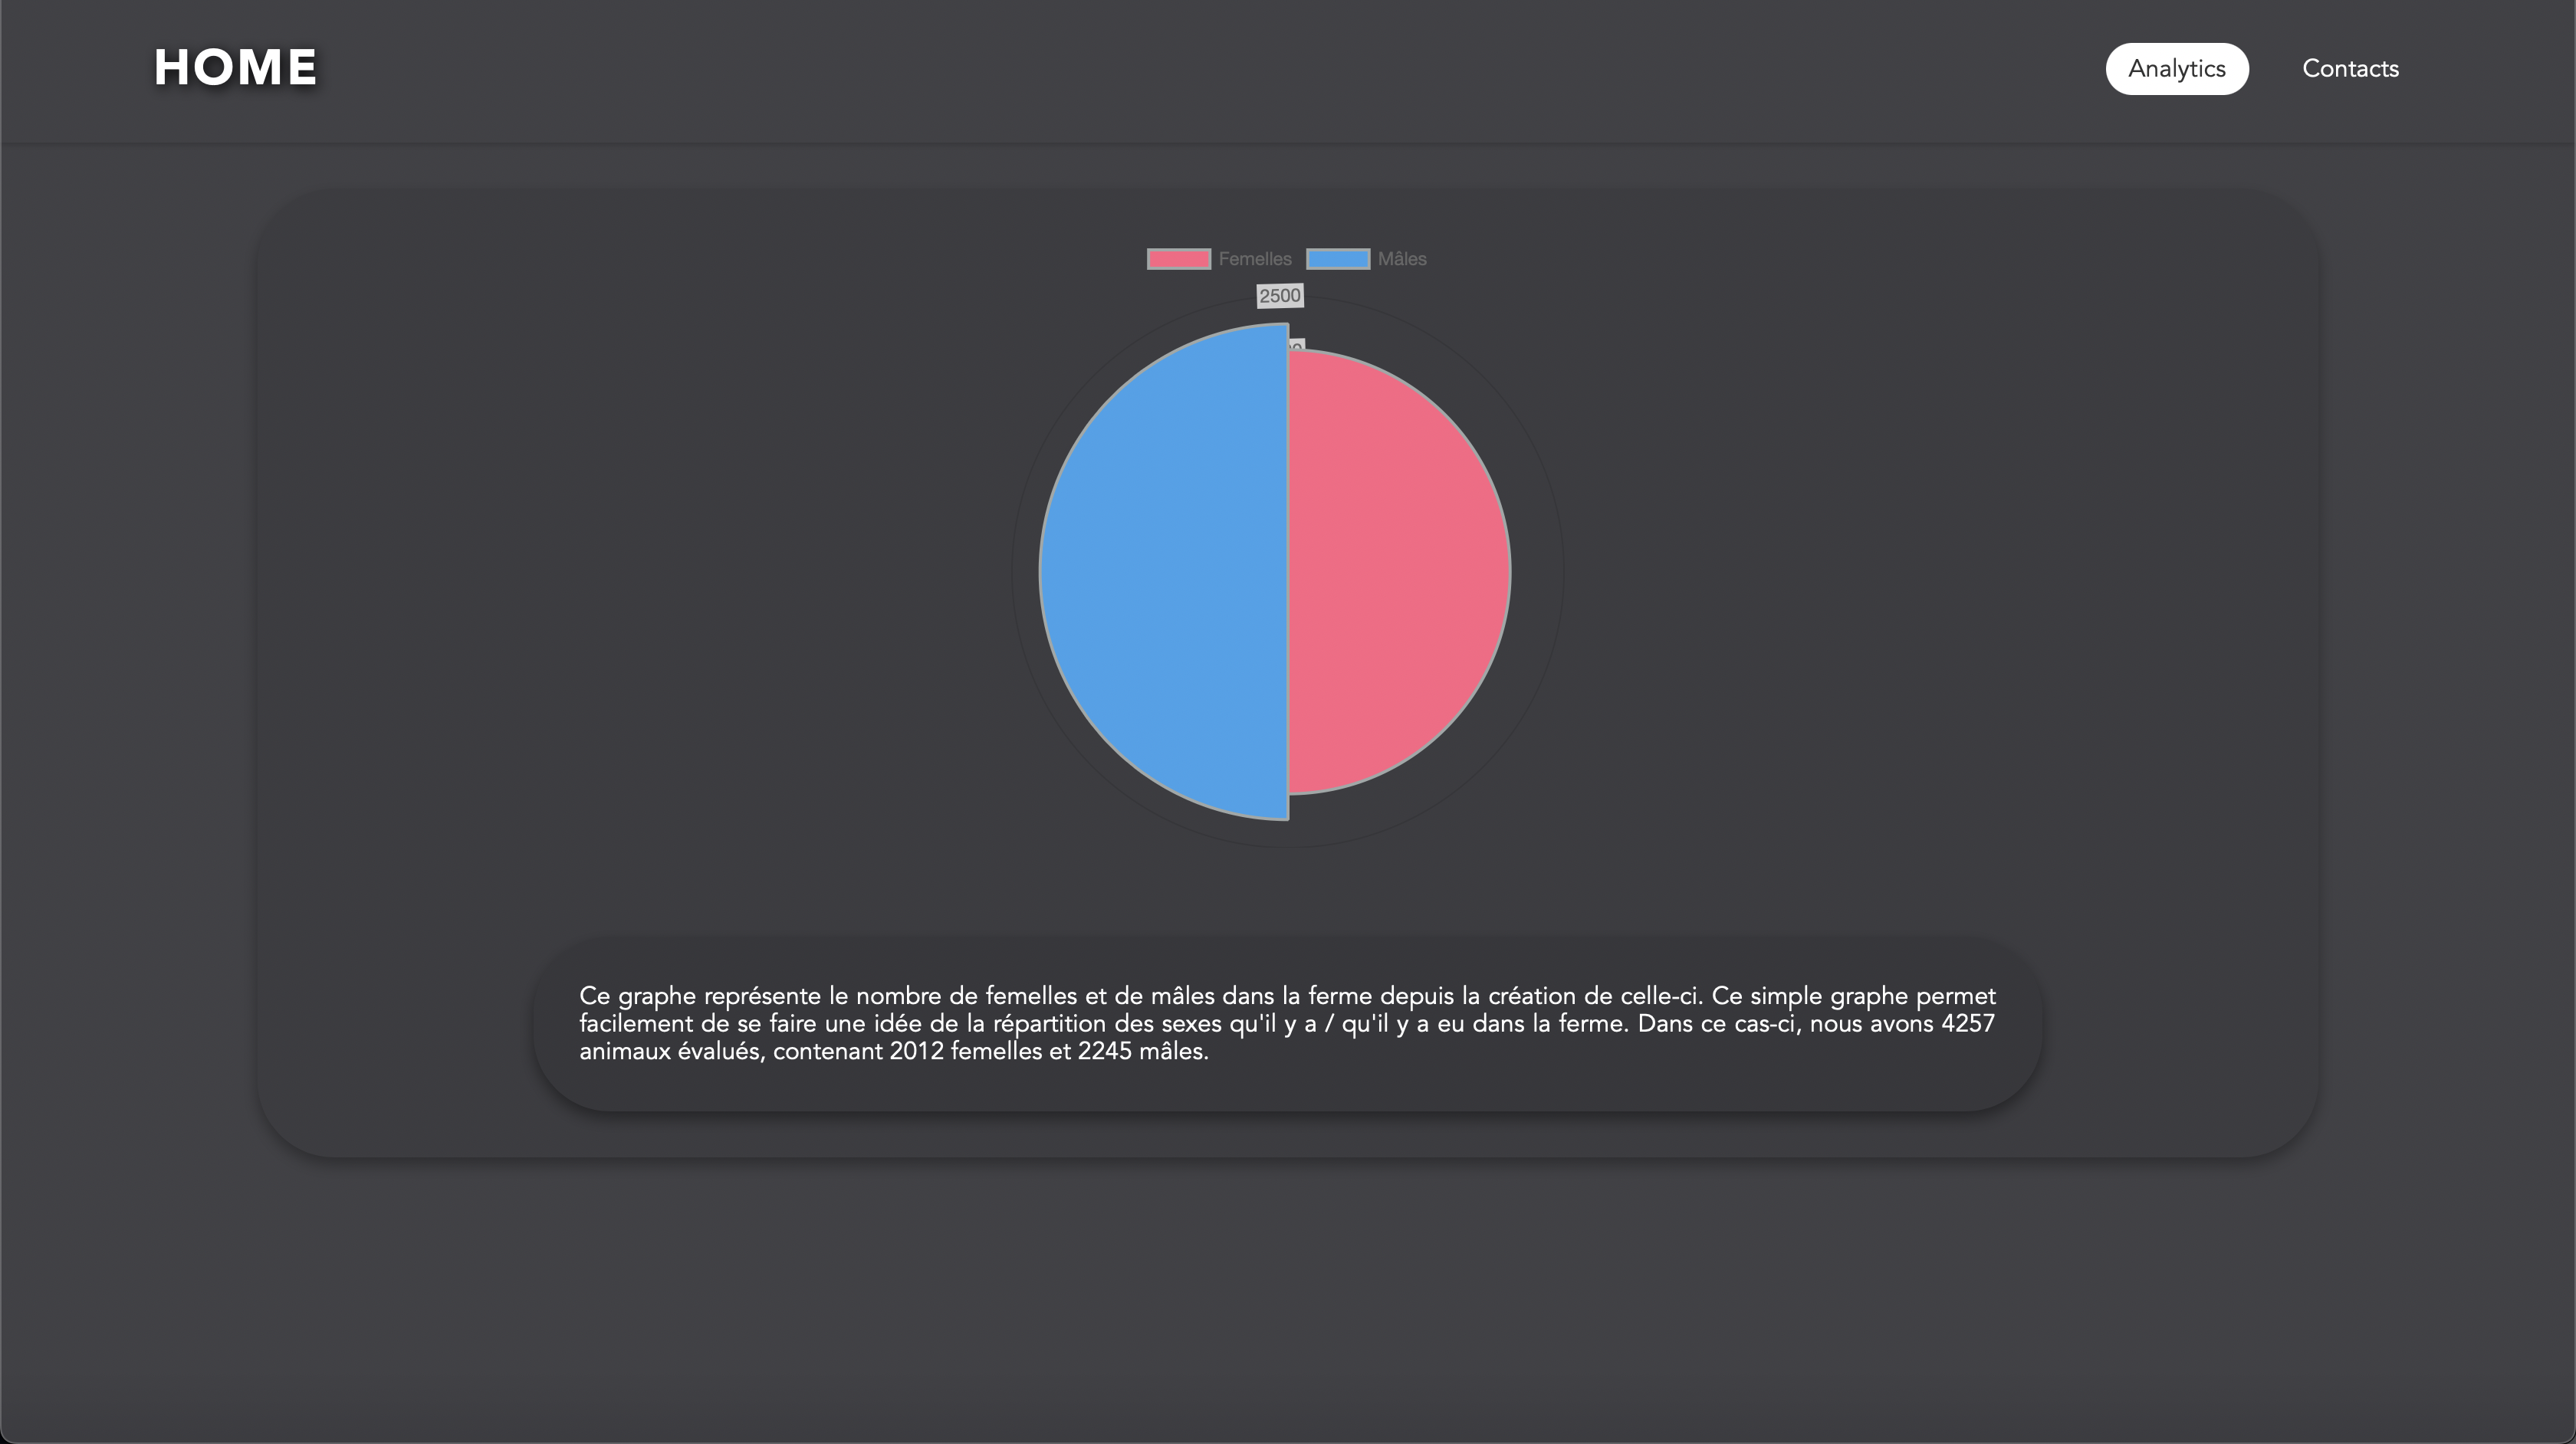 HOME
Analytics
Contacts
Femelles
Mâles
2500
Ce graphe représente le nombre de femelles et de mâles dans la ferme depuis la création de celle-ci. Ce simple graphe permet
facilement de se faire une idée de la répartition des sexes qu'il y a / qu'il y a eu dans la ferme. Dans ce cas-ci, nous avons 4257
animaux évalués, contenant 2012 femelles et 2245 mâles.